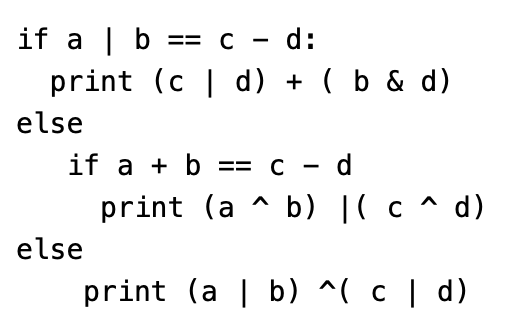 if a | b == c - d:
print (c | d) + ( b & d)
else
if a + b == c - d
print (a ^ b) |( c ^ d)
else
print (a | b) ^( c | d)